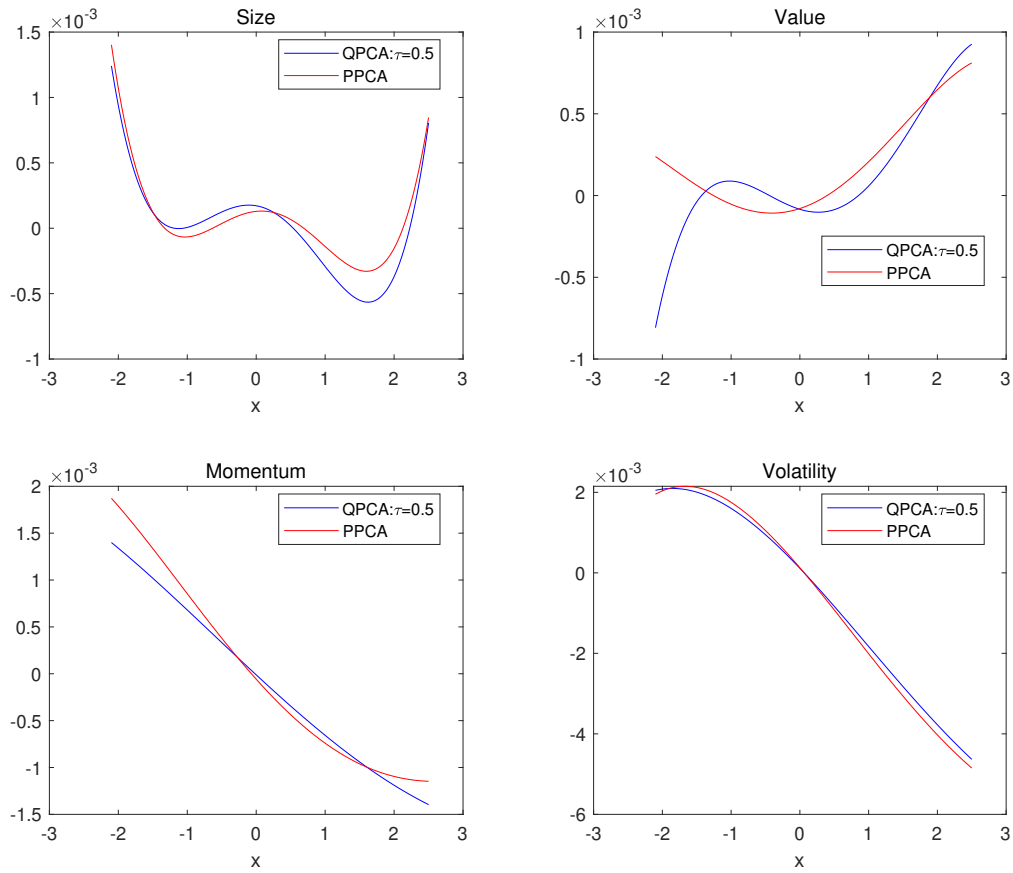 Size
×10-3
1.5
1
0.5
0
-0.5
-1
-3 -2 -1 0 1 2 3
x
QPCA:τ=0.5
PPCA
Value
×10-3
1
0.5
0
-0.5
-1
-3 -2 -1 0 1 2 3
x
QPCA:τ=0.5
PPCA
Momentum
×10-3
2
1.5
1
0.5
0
-0.5
-1
-1.5
-3 -2 -1 0 1 2 3
x
QPCA:τ=0.5
PPCA
Volatility
×10-3
2
0
-2
-4
-6
-3 -2 -1 0 1 2 3
x
QPCA:τ=0.5
PPCA